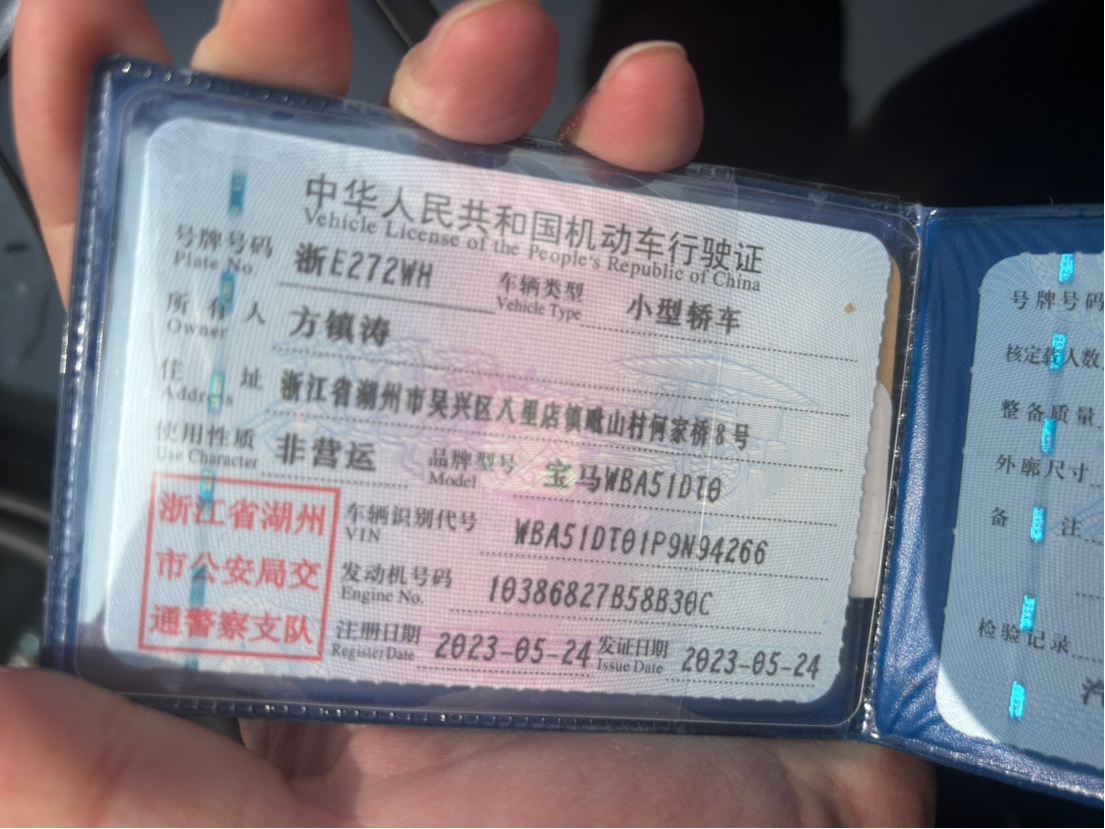 中华人民共和国机动车行驶证
Vehicle License of the People's Republic of China
号牌号码 浙E272WH 车辆类型 小型轿车
Plate No. Vehicle Type
所有人 方镇涛
Owner
住址 浙江省湖州市吴兴区八里店镇毗山村何家桥8号
Address
使用性质 非营运 品牌型号 宝马WBA51DT0
Use Character Model
浙江省湖州
市公安局交
通警察支队
车辆识别代号 WBA51DT01P9N94266
VIN
发动机号码 10386827B58B30C
Engine No.
注册日期 2023-05-24 发证日期 2023-05-24
Register Date Issue Date
号牌号码
核定载人数
整备质量
外廓尺寸
备注
检验记录